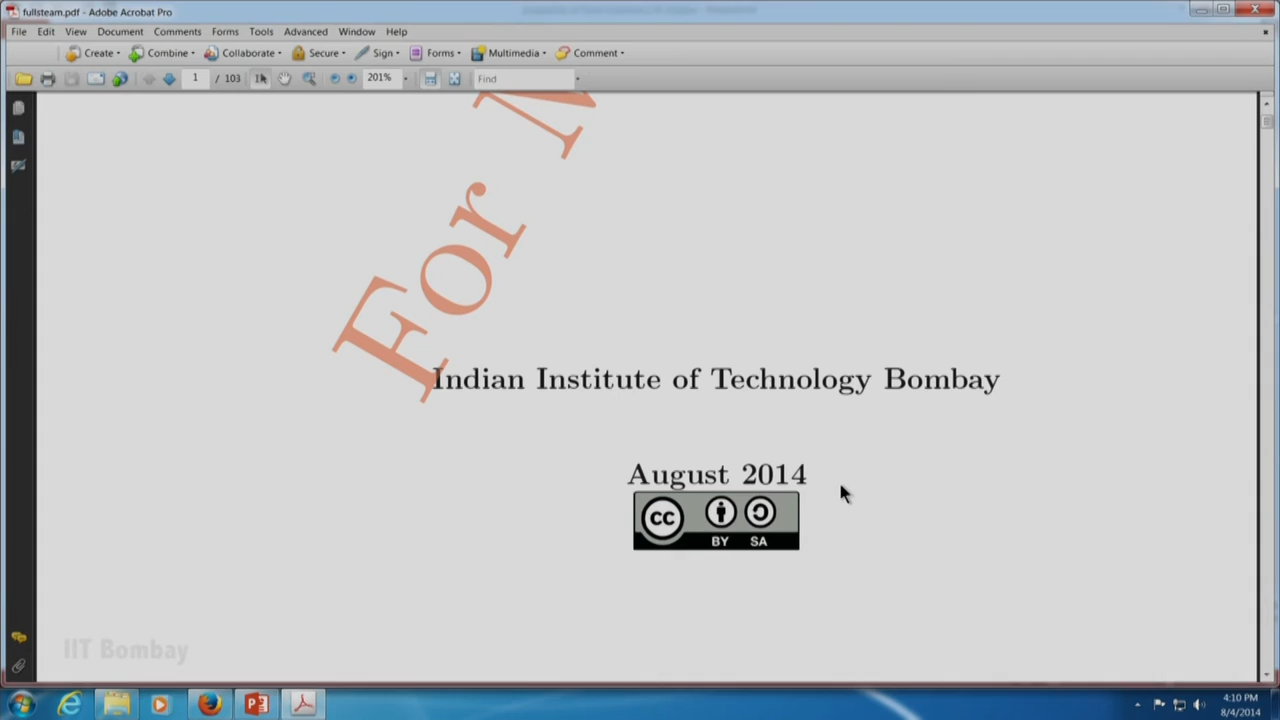 fullsteam.pdf - Adobe Acrobat Pro
File Edit View Document Comments Forms Tools Advanced Window Help
Create Combine Collaborate Secure Sign Forms Multimedia Comment
1 / 103 201% Find
For
Indian Institute of Technology Bombay
August 2014
cc
BY SA
IIT Bombay
4:10 PM
8/4/2014